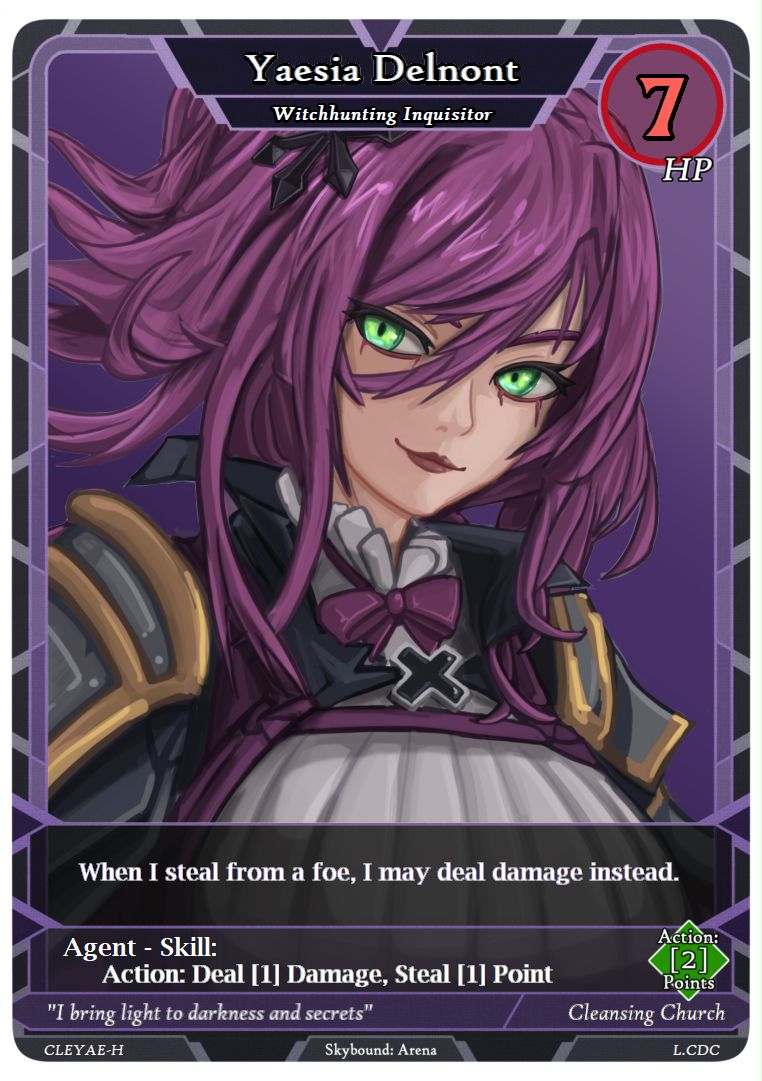 Yaesia Delnont
Witchhunting Inquisitor
7
HP
When I steal from a foe, I may deal damage instead.
Agent - Skill:
Action: Deal [1] Damage, Steal [1] Point
Action:
[2]
Points
"I bring light to darkness and secrets"
Cleansing Church
CLEYAE-H
Skybound: Arena
L.CDC